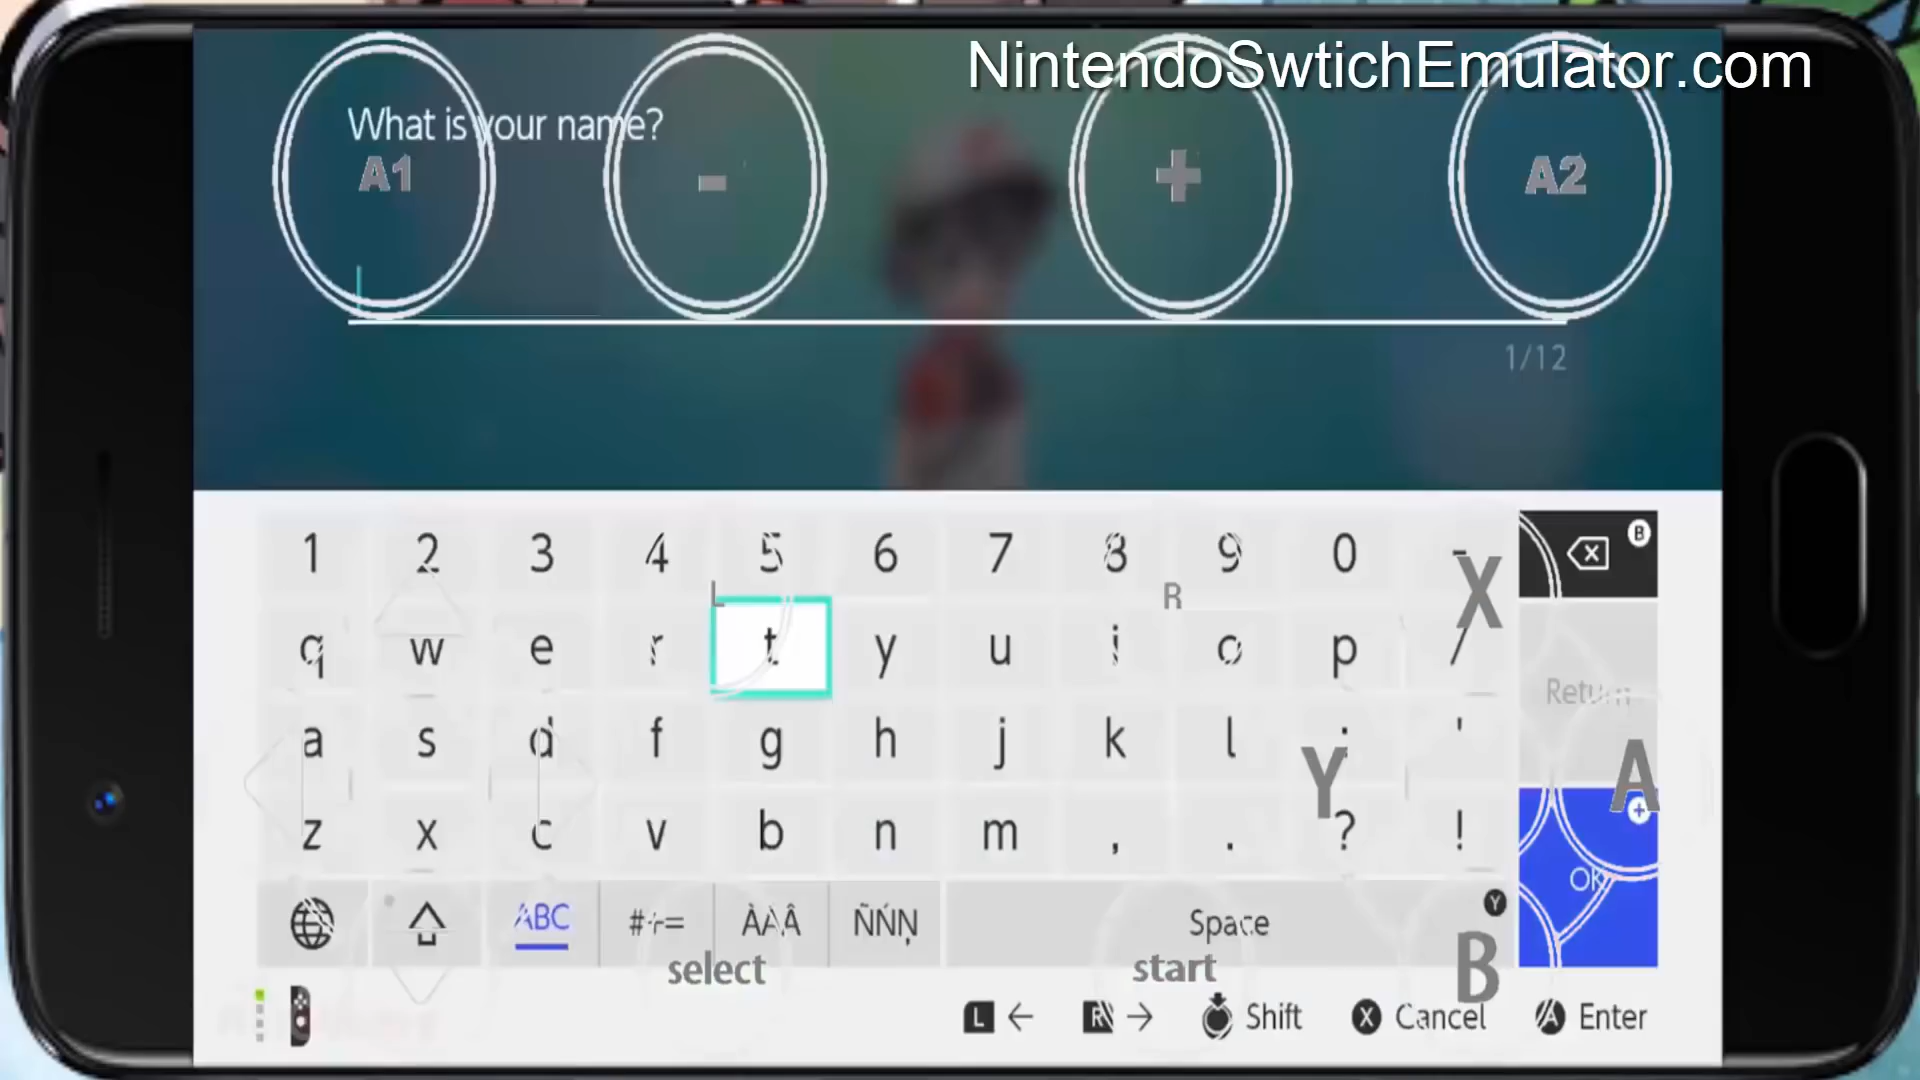 NintendoSwtichEmulator.com
What is your name?
A1 - + A2
1/12
1 2 3 4 5 6 7 8 9 0 -
B
L R X
q w e r t y u i o p /
Return
a s d f g h j k l : '
Y A
z x c v b n m , . ? !
+
OK
ABC #+= ÀÁÂ ÑŃŅ Space
Y
select start B
L ← R → Shift X Cancel A Enter